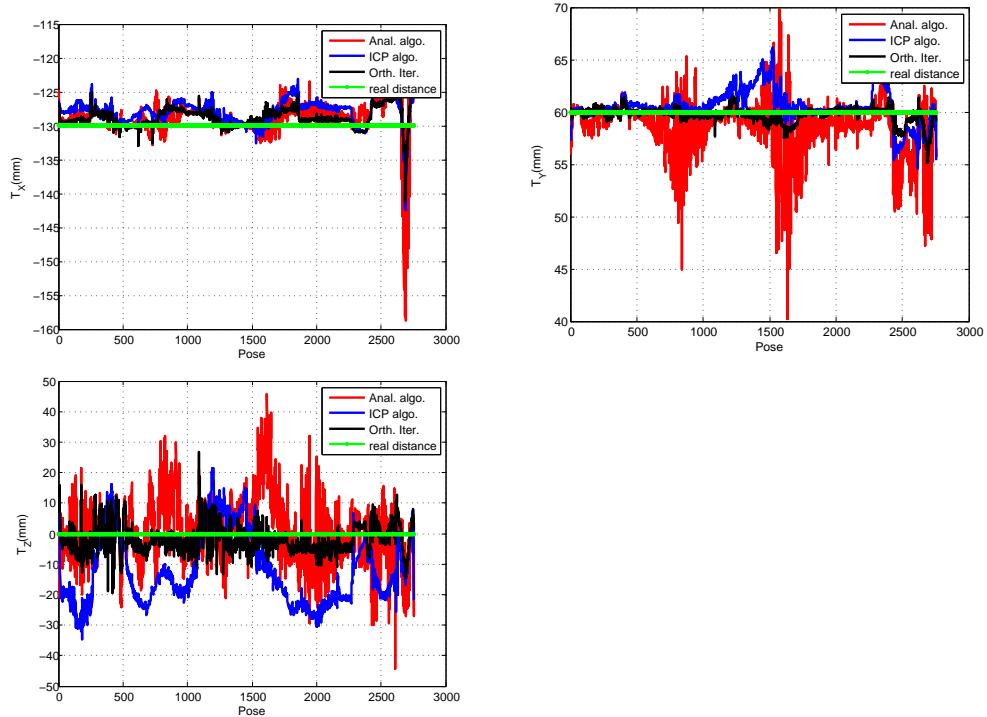 −115
−120
−125
−130
−135
−140
−145
−150
−155
−160
T_X(mm)
0 500 1000 1500 2000 2500 3000
Pose
Anal. algo.
ICP algo.
Orth. Iter.
real distance
70
65
60
55
50
45
40
T_Y(mm)
0 500 1000 1500 2000 2500 3000
Pose
Anal. algo.
ICP algo.
Orth. Iter.
real distance
50
40
30
20
10
0
−10
−20
−30
−40
−50
T_Z(mm)
0 500 1000 1500 2000 2500 3000
Pose
Anal. algo.
ICP algo.
Orth. Iter.
real distance